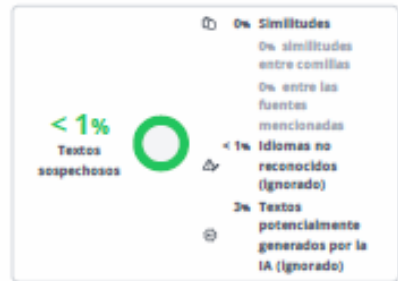 < 1%
Textos
sospechosos
0% Similitudes
0% similitudes
entre comillas
0% entre las
fuentes
mencionadas
< 1% Idiomas no
reconocidos
(ignorado)
3% Textos
potencialmente
generados por la
IA (ignorado)